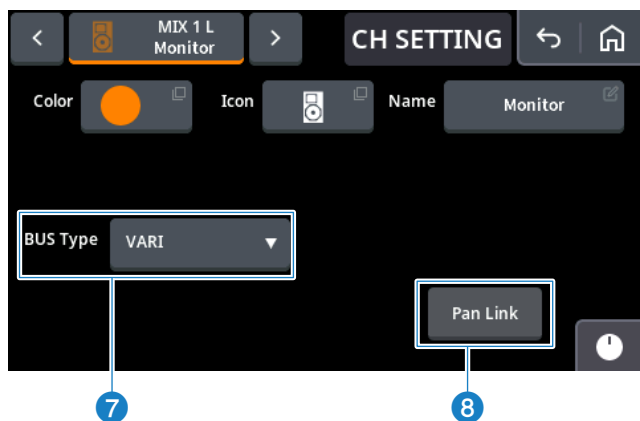 < MIX 1 L > CH SETTING
Monitor
Color Icon Name Monitor
BUS Type VARI ▼
Pan Link
7 8